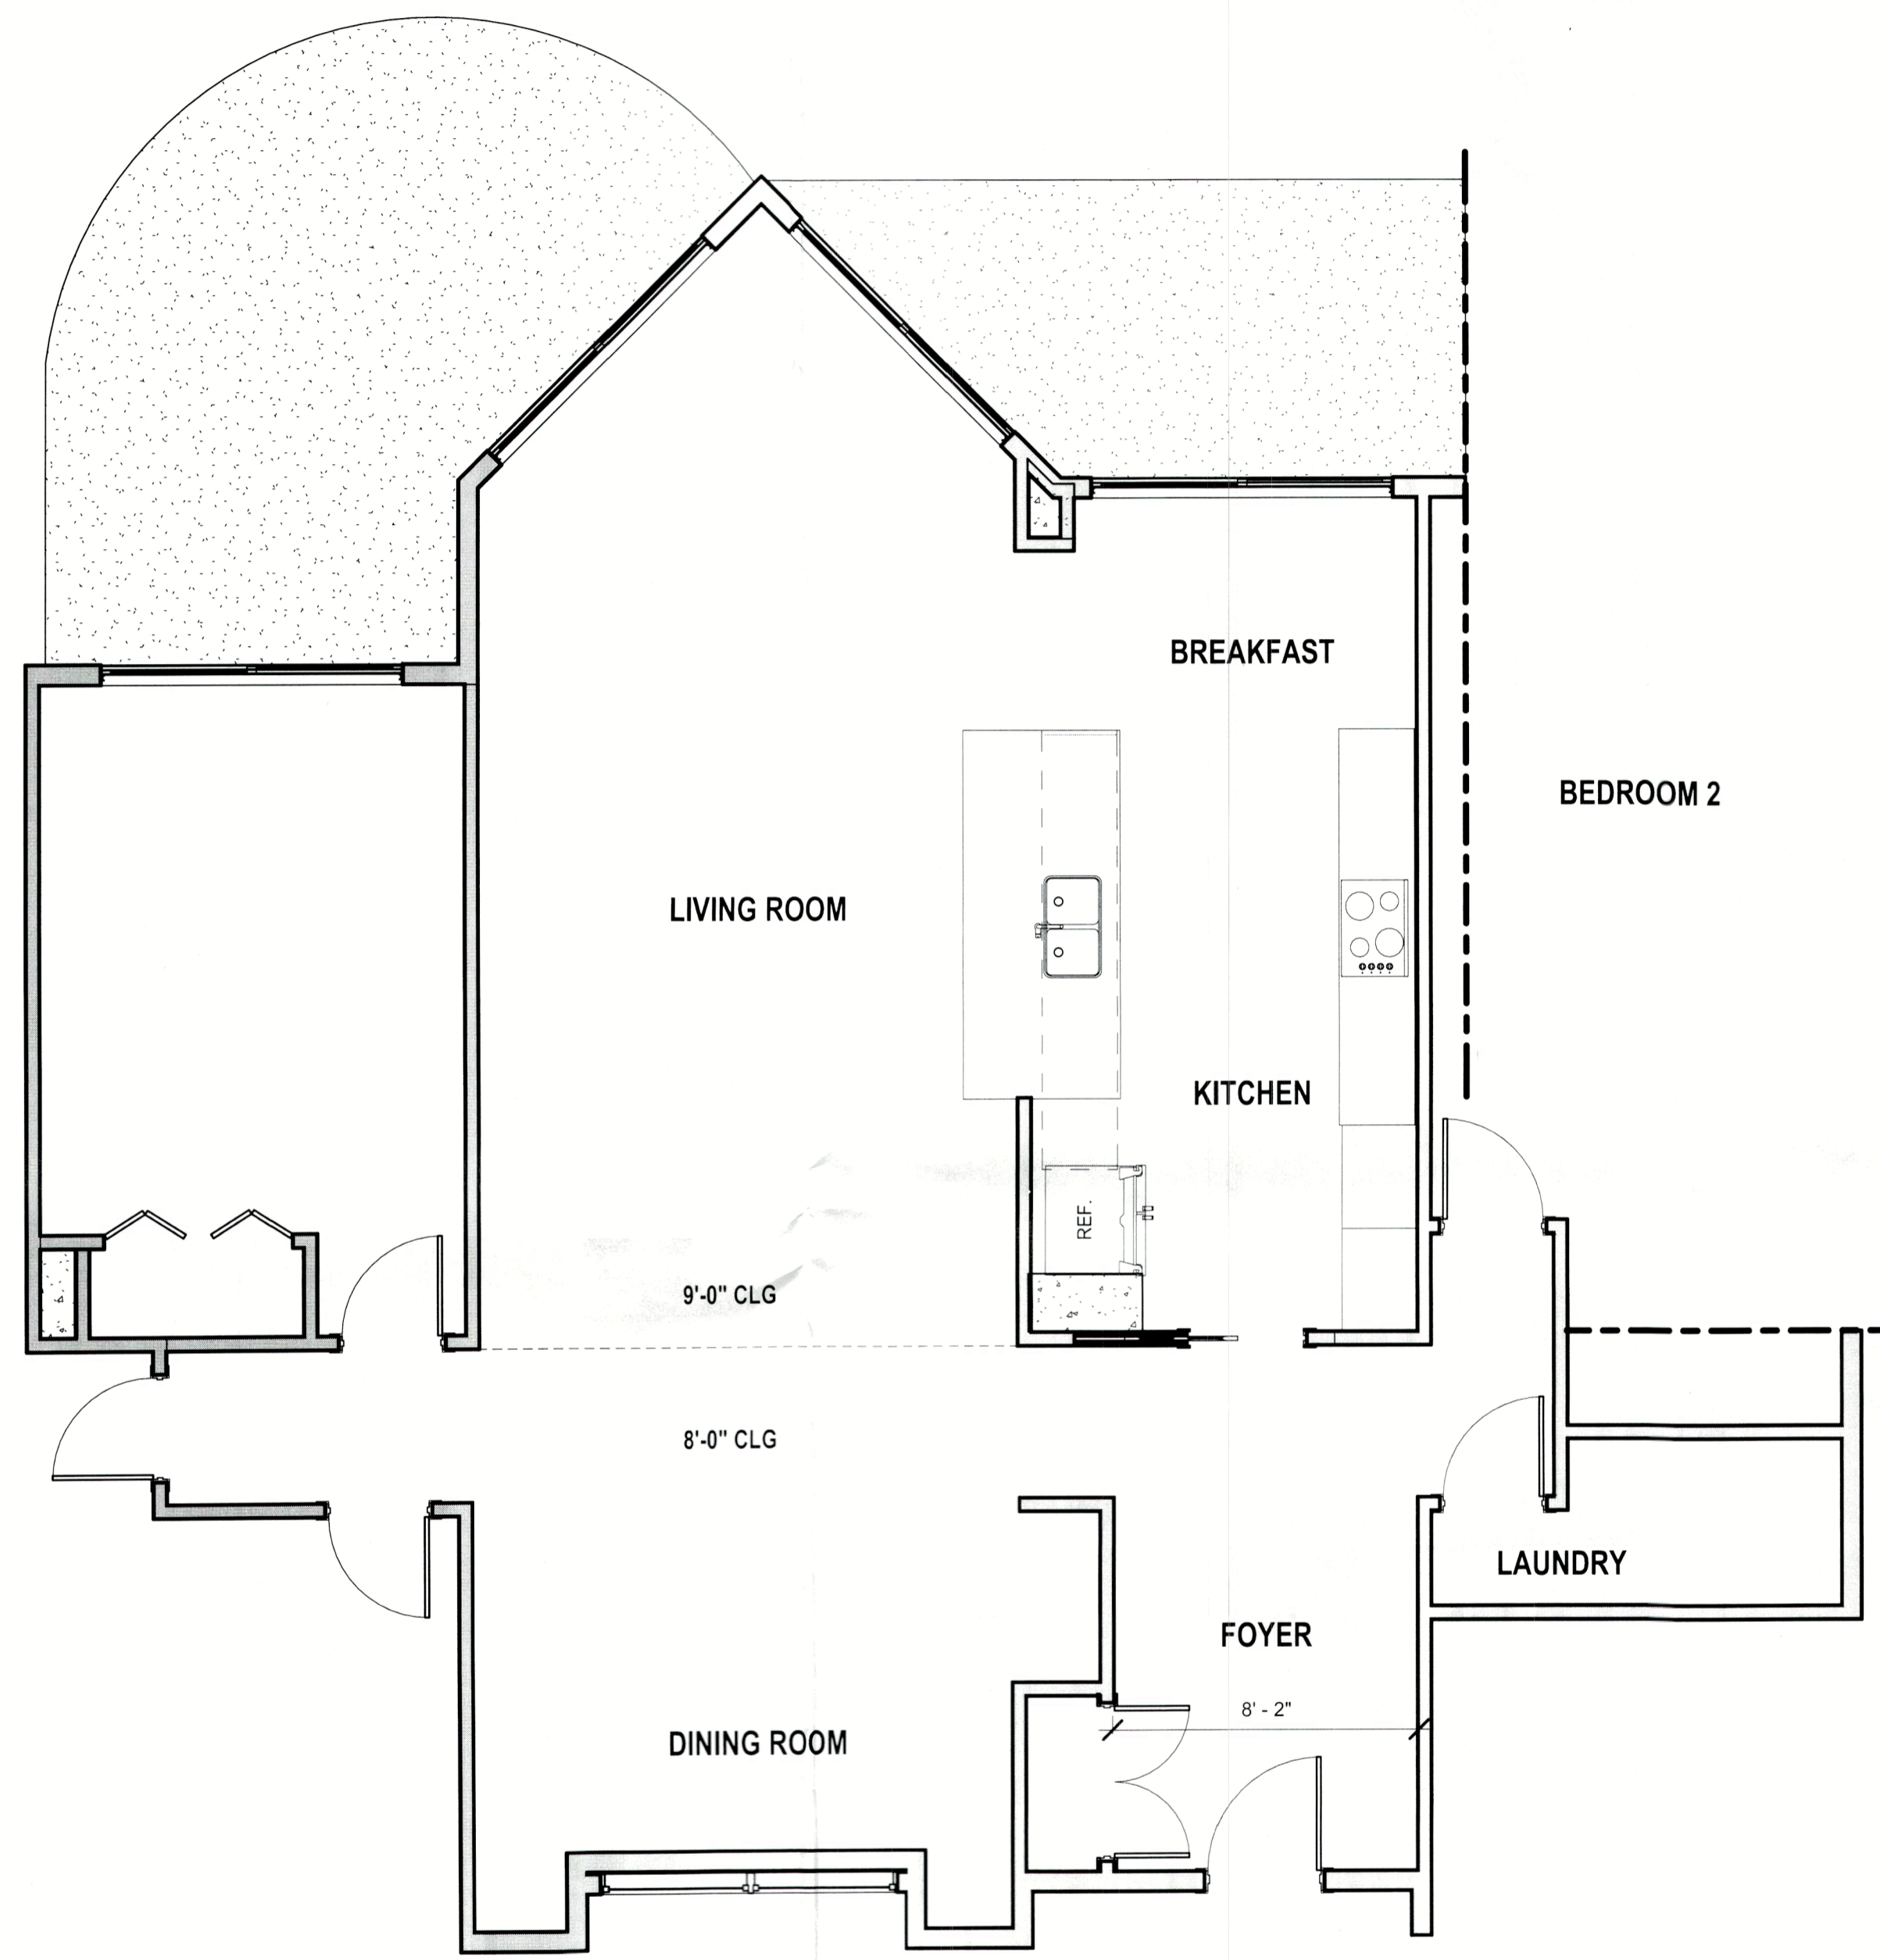 BREAKFAST
BEDROOM 2
LIVING ROOM
KITCHEN
REF.
9'-0" CLG
8'-0" CLG
LAUNDRY
FOYER
8' - 2"
DINING ROOM